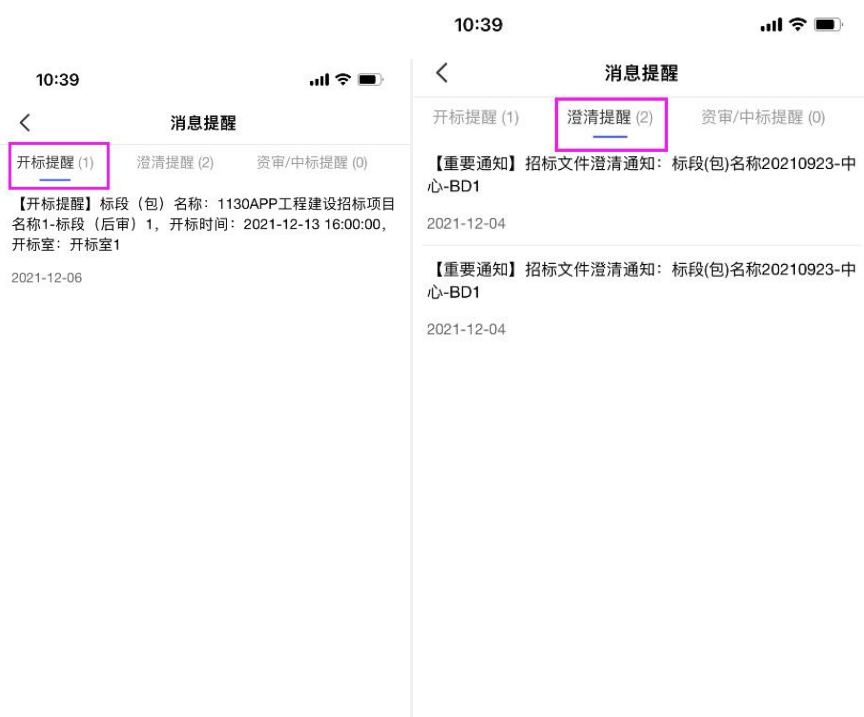 10:39
消息提醒
开标提醒 (1) 澄清提醒 (2) 资审/中标提醒 (0)
【开标提醒】标段（包）名称：1130APP工程建设招标项目
名称1-标段（后审）1，开标时间：2021-12-13 16:00:00，
开标室：开标室1
2021-12-06
10:39
消息提醒
开标提醒 (1) 澄清提醒 (2) 资审/中标提醒 (0)
【重要通知】招标文件澄清通知：标段(包)名称20210923-中
心-BD1
2021-12-04
【重要通知】招标文件澄清通知：标段(包)名称20210923-中
心-BD1
2021-12-04